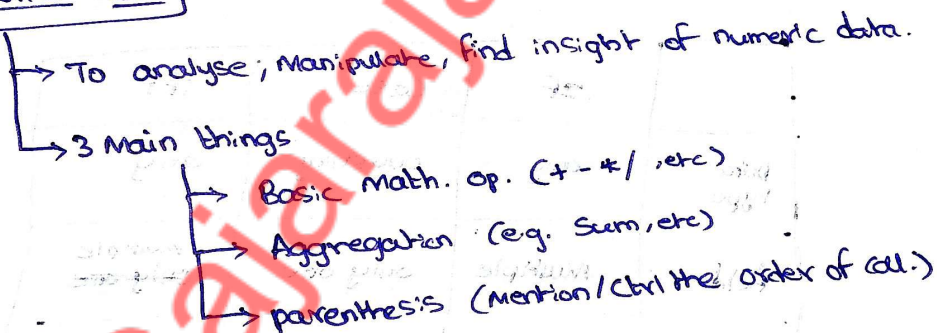 To analyse; Manipulate, find insight of numeric data.
3 Main things
Basic Math. op. (+ - * / , etc)
Aggregation (e.g. Sum, etc)
parenthesis (Mention/Ctrl the order of call.)